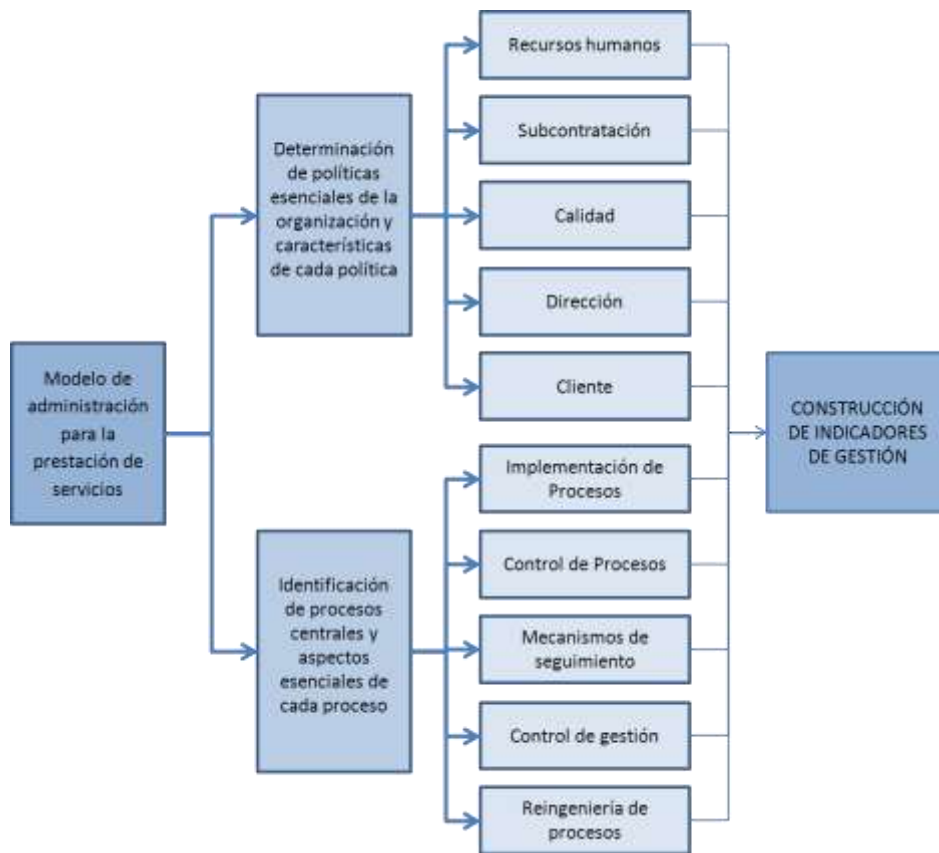 Modelo de
administración
para la
prestación de
servicios
Determinación
de políticas
esenciales de la
organización y
características
de cada política
Recursos humanos
Subcontratación
Calidad
Dirección
Cliente
Identificación
de procesos
centrales y
aspectos
esenciales de
cada proceso
Implementación de
Procesos
Control de Procesos
Mecanismos de
seguimiento
Control de gestión
Reingeniería de
procesos
CONSTRUCCIÓN
DE INDICADORES
DE GESTIÓN